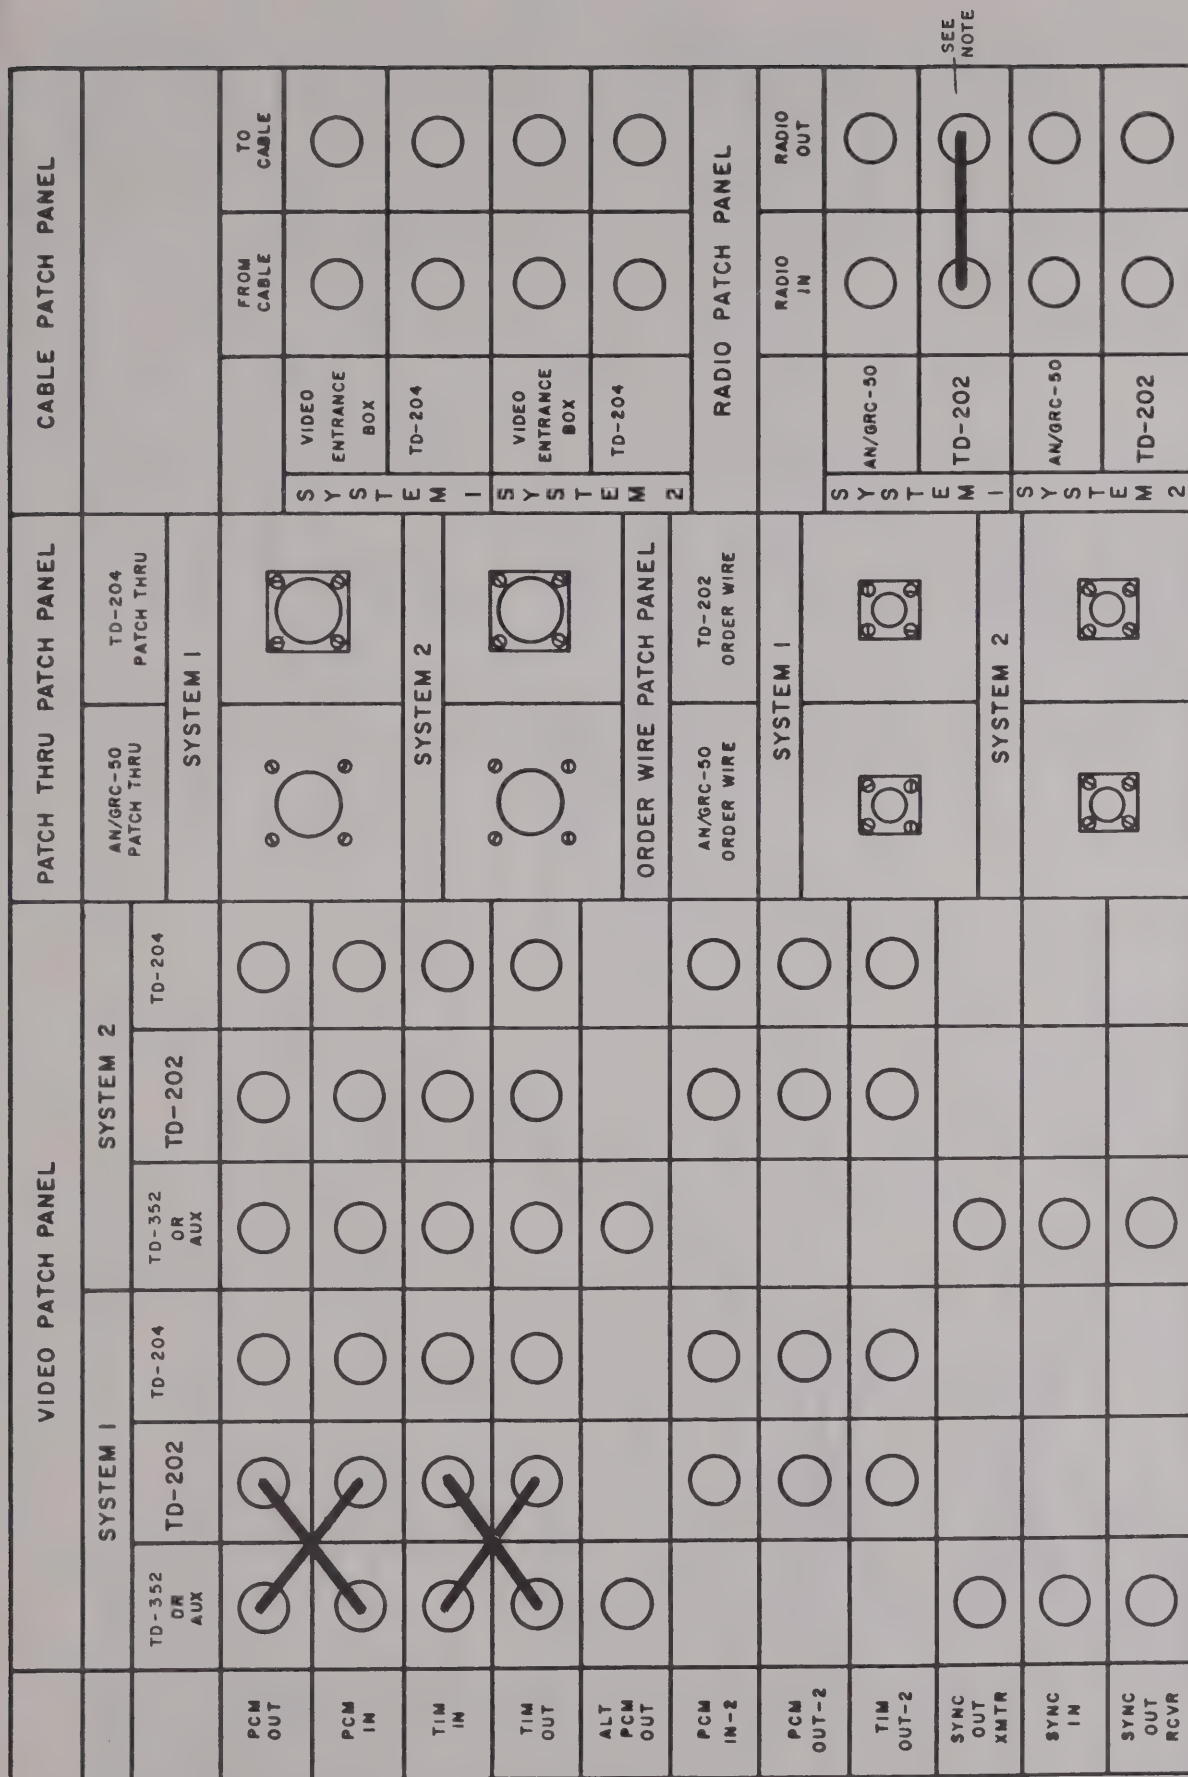 VIDEO PATCH PANEL
SYSTEM 1
SYSTEM 2
TD-352
OR
AUX
TD-202
TD-204
TD-352
OR
AUX
TD-202
TD-204
PCM
OUT
PCM
IN
TIM
IN
TIM
OUT
ALT
PCM
OUT
PCM
IN-2
PCM
OUT-2
TIM
OUT-2
SYNC
OUT
XMTR
SYNC
IN
SYNC
OUT
RCVR
PATCH THRU PATCH PANEL
AN/GRC-50
PATCH THRU
TD-204
PATCH THRU
SYSTEM 1
SYSTEM 2
ORDER WIRE PATCH PANEL
AN/GRC-50
ORDER WIRE
TD-202
ORDER WIRE
SYSTEM 1
SYSTEM 2
CABLE PATCH PANEL
FROM
CABLE
TO
CABLE
SYSTEM 1
VIDEO
ENTRANCE
BOX
TD-204
SYSTEM 2
VIDEO
ENTRANCE
BOX
TD-204
RADIO PATCH PANEL
RADIO
IN
RADIO
OUT
SYSTEM 1
AN/GRC-50
TD-202
SEE
NOTE
SYSTEM 2
AN/GRC-50
TD-202